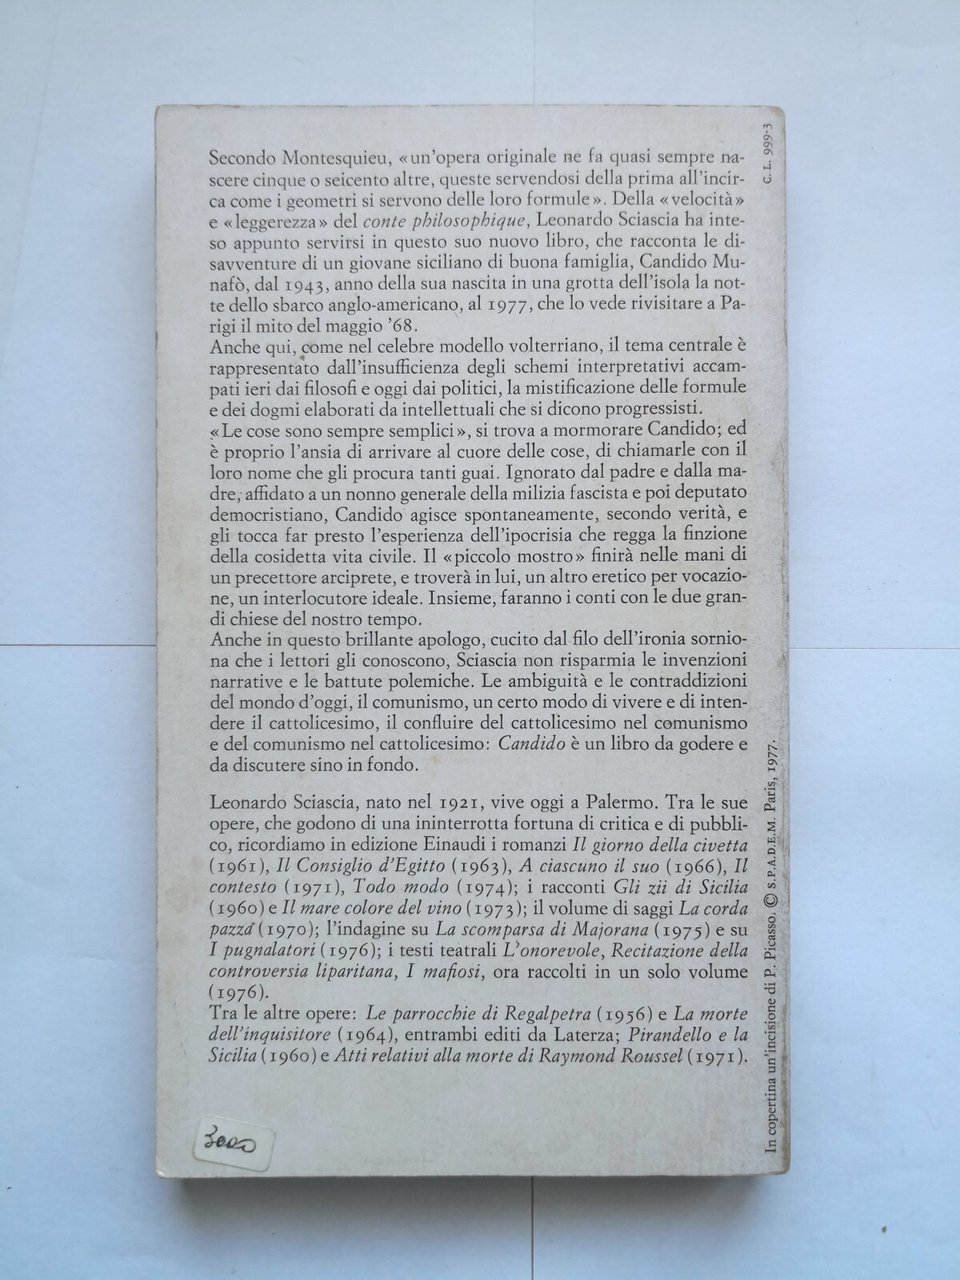 Secondo Montesquieu, «un'opera originale ne fa quasi sempre na-
scere cinque o seicento altre, queste servendosi della prima all'incir-
ca come i geometri si servono delle loro formule». Della «velocità»
e «leggerezza» del conte philosophique, Leonardo Sciascia ha inte-
so appunto servirsi in questo suo nuovo libro, che racconta le di-
savventure di un giovane siciliano di buona famiglia, Candido Mu-
nafò, dal 1943, anno della sua nascita in una grotta dell'isola la not-
te dello sbarco anglo-americano, al 1977, che lo vede rivisitare a Pa-
rigi il mito del maggio '68.
Anche qui, come nel celebre modello volterriano, il tema centrale è
rappresentato dall'insufficienza degli schemi interpretativi accam-
pati ieri dai filosofi e oggi dai politici, la mistificazione delle formule
e dei dogmi elaborati da intellettuali che si dicono progressisti.
«Le cose sono sempre semplici», si trova a mormorare Candido; ed
è proprio l'ansia di arrivare al cuore delle cose, di chiamarle con il
loro nome che gli procura tanti guai. Ignorato dal padre e dalla ma-
dre, affidato a un nonno generale della milizia fascista e poi deputato
democristiano, Candido agisce spontaneamente, secondo verità, e
gli tocca far presto l'esperienza dell'ipocrisia che regga la finzione
della cosidetta vita civile. Il «piccolo mostro» finirà nelle mani di
un precettore arciprete, e troverà in lui, un altro eretico per vocazio-
ne, un interlocutore ideale. Insieme, faranno i conti con le due gran-
di chiese del nostro tempo.
Anche in questo brillante apologo, cucito dal filo dell'ironia sornio-
na che i lettori gli conoscono, Sciascia non risparmia le invenzioni
narrative e le battute polemiche. Le ambiguità e le contraddizioni
del mondo d'oggi, il comunismo, un certo modo di vivere e di inten-
dere il cattolicesimo, il confluire del cattolicesimo nel comunismo
e del comunismo nel cattolicesimo: Candido è un libro da godere e
da discutere sino in fondo.
Leonardo Sciascia, nato nel 1921, vive oggi a Palermo. Tra le sue
opere, che godono di una ininterrotta fortuna di critica e di pubbli-
co, ricordiamo in edizione Einaudi i romanzi Il giorno della civetta
(1961), Il Consiglio d'Egitto (1963), A ciascuno il suo (1966), Il
contesto (1971), Todo modo (1974); i racconti Gli zii di Sicilia
(1960) e Il mare colore del vino (1973); il volume di saggi La corda
pazza (1970); l'indagine su La scomparsa di Majorana (1975) e su
I pugnalatori (1976); i testi teatrali L'onorevole, Recitazione della
controversia liparitana, I mafiosi, ora raccolti in un solo volume
(1976).
Tra le altre opere: Le parrocchie di Regalpetra (1956) e La morte
dell'inquisitore (1964), entrambi editi da Laterza; Pirandello e la
Sicilia (1960) e Atti relativi alla morte di Raymond Roussel (1971).
3000
C. L. 999-3
In copertina un'incisione di P. Picasso. © S.P.A.D.E.M. Paris, 1977.